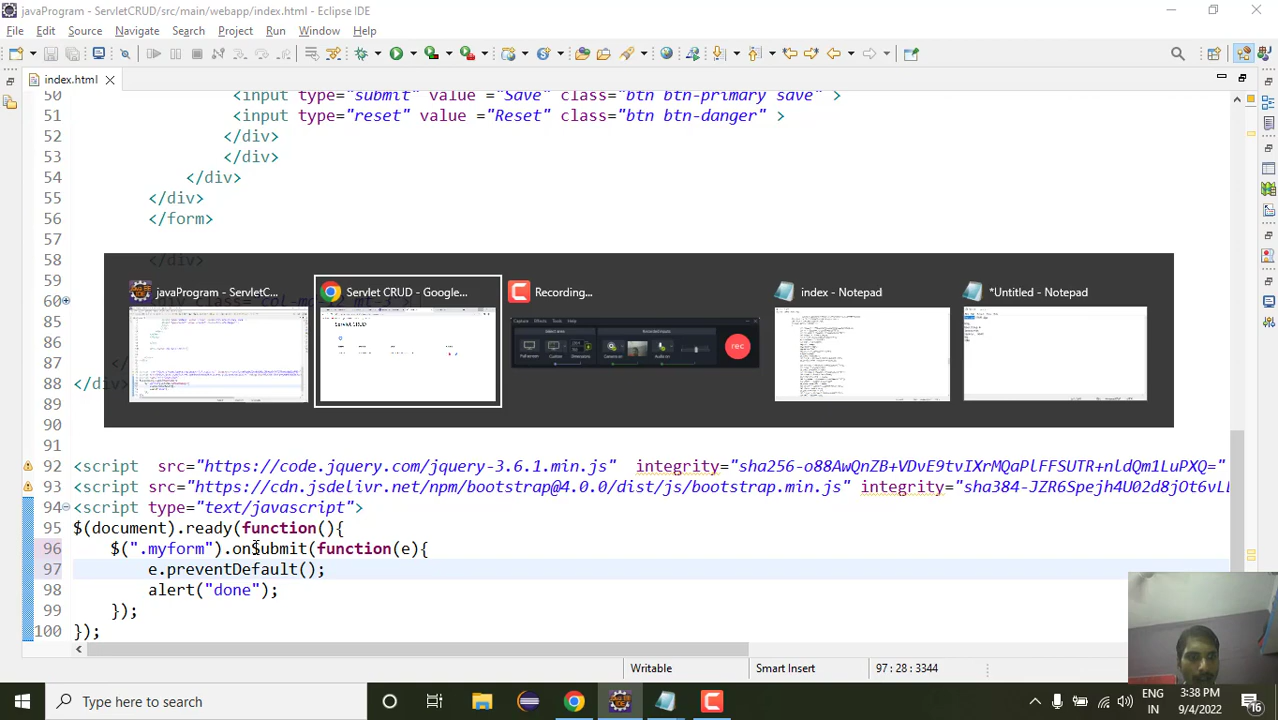 javaProgram - ServletCRUD/src/main/webapp/index.html - Eclipse IDE
File Edit Source Navigate Search Project Run Window Help
index.html
50 <input type="submit" value ="Save" class="btn btn-primary save" >
51 <input type="reset" value ="Reset" class="btn btn-danger" >
52 </div>
53 </div>
54 </div>
55 </div>
56 </form>
57
58 </div>
59
60
85
86
87
88 </div>
89
90
91
javaProgram - ServletC... Servlet CRUD - Google... Recording... index - Notepad *Untitled - Notepad
Servlet CRUD
rec
92 <script src="https://code.jquery.com/jquery-3.6.1.min.js" integrity="sha256-o88AwQnZB+VDvE9tvIXrMQaPlFFSUTR+nldQm1LuPXQ="
93 <script src="https://cdn.jsdelivr.net/npm/bootstrap@4.0.0/dist/js/bootstrap.min.js" integrity="sha384-JZR6Spejh4U02d8jOt6vLE
94 <script type="text/javascript">
95 $(document).ready(function(){
96 $(".myform").onsubmit(function(e){
97 e.preventDefault();
98 alert("done");
99 });
100 });
Writable Smart Insert 97 : 28 : 3344
Type here to search
ENG
IN
3:38 PM
9/4/2022
16